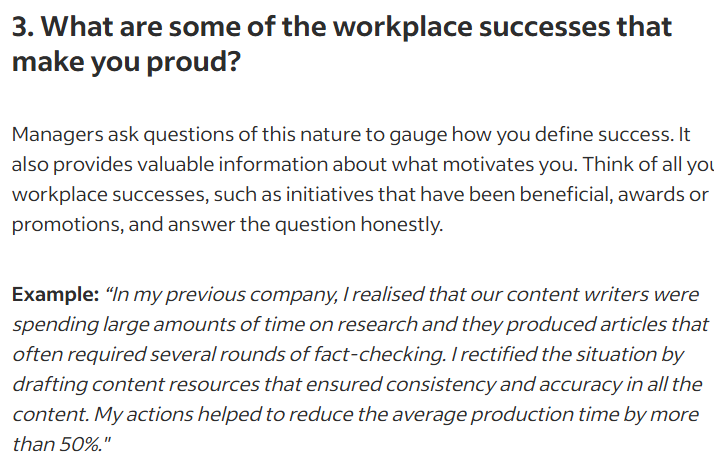 3. What are some of the workplace successes that
make you proud?
Managers ask questions of this nature to gauge how you define success. It
also provides valuable information about what motivates you. Think of all you
workplace successes, such as initiatives that have been beneficial, awards or
promotions, and answer the question honestly.
Example: “In my previous company, I realised that our content writers were
spending large amounts of time on research and they produced articles that
often required several rounds of fact-checking. I rectified the situation by
drafting content resources that ensured consistency and accuracy in all the
content. My actions helped to reduce the average production time by more
than 50%."